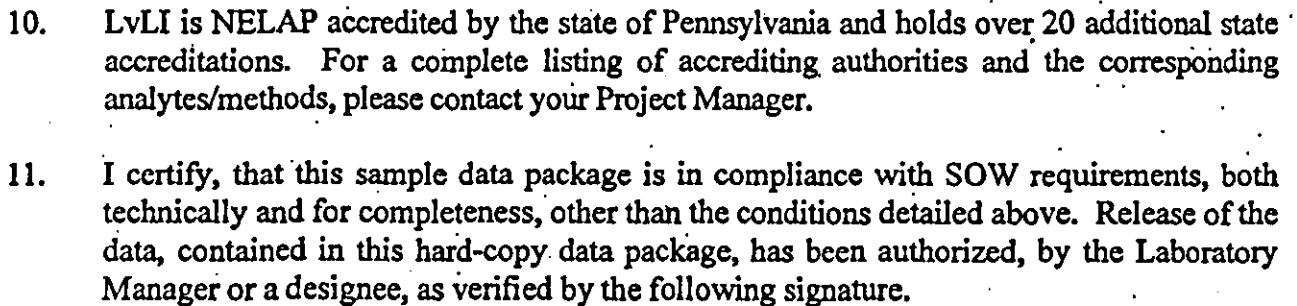 10. LvLI is NELAP accredited by the state of Pennsylvania and holds over 20 additional state
accreditations. For a complete listing of accrediting authorities and the corresponding
analytes/methods, please contact your Project Manager.
11. I certify, that this sample data package is in compliance with SOW requirements, both
technically and for completeness, other than the conditions detailed above. Release of the
data, contained in this hard-copy data package, has been authorized, by the Laboratory
Manager or a designee, as verified by the following signature.